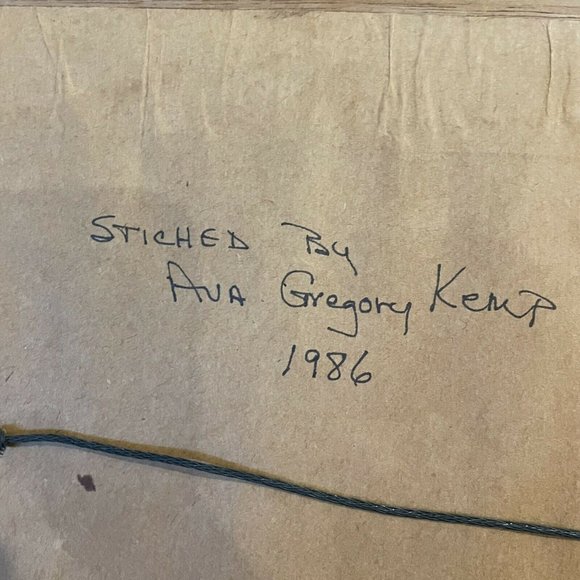 STICHED By
AVA Gregory Kemp
1986